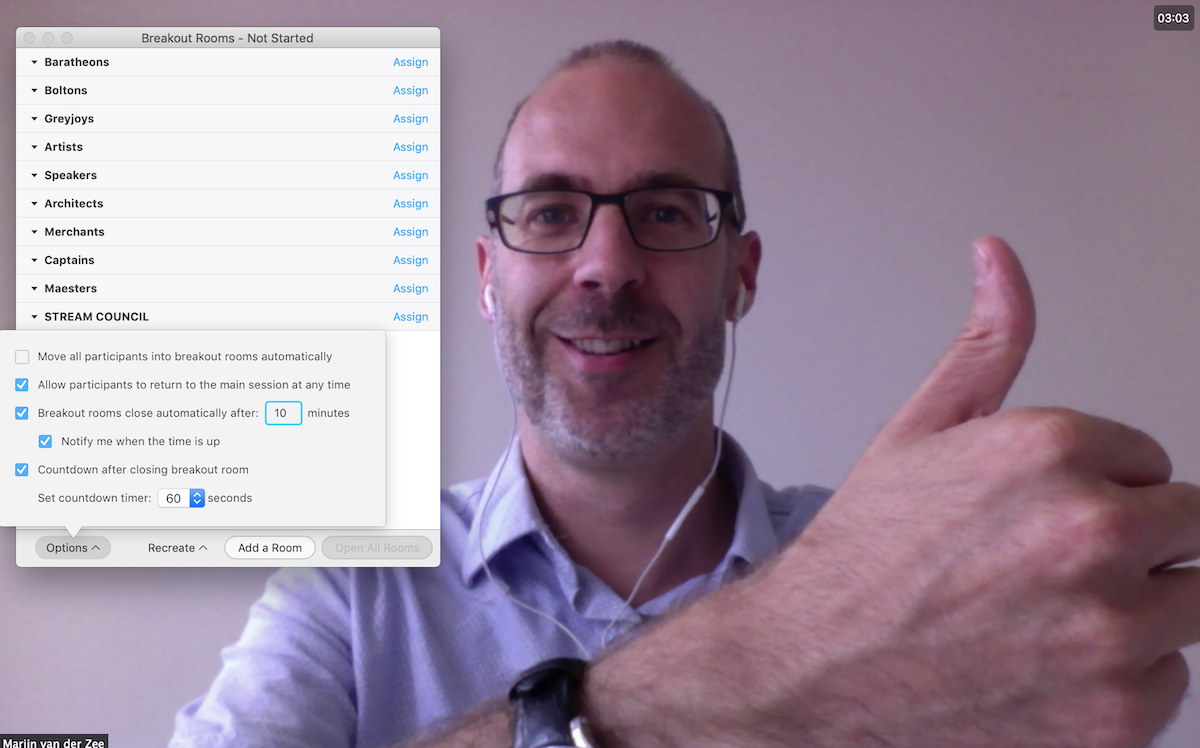 03:03
Breakout Rooms - Not Started
Baratheons Assign
Boltons Assign
Greyjoys Assign
Artists Assign
Speakers Assign
Architects Assign
Merchants Assign
Captains Assign
Maesters Assign
STREAM COUNCIL Assign
Move all participants into breakout rooms automatically
Allow participants to return to the main session at any time
Breakout rooms close automatically after: 10 minutes
Notify me when the time is up
Countdown after closing breakout room
Set countdown timer: 60 seconds
Options Recreate Add a Room Open All Rooms
Marijn van der Zee